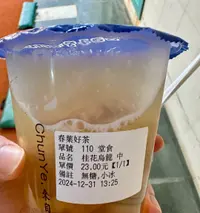 ChunYe.
春葉好茶
單號 110 堂食
品名 桂花烏龍 中
單價 23.00元【1/1】
備註 無糖,小冰
2024-12-31 13:25